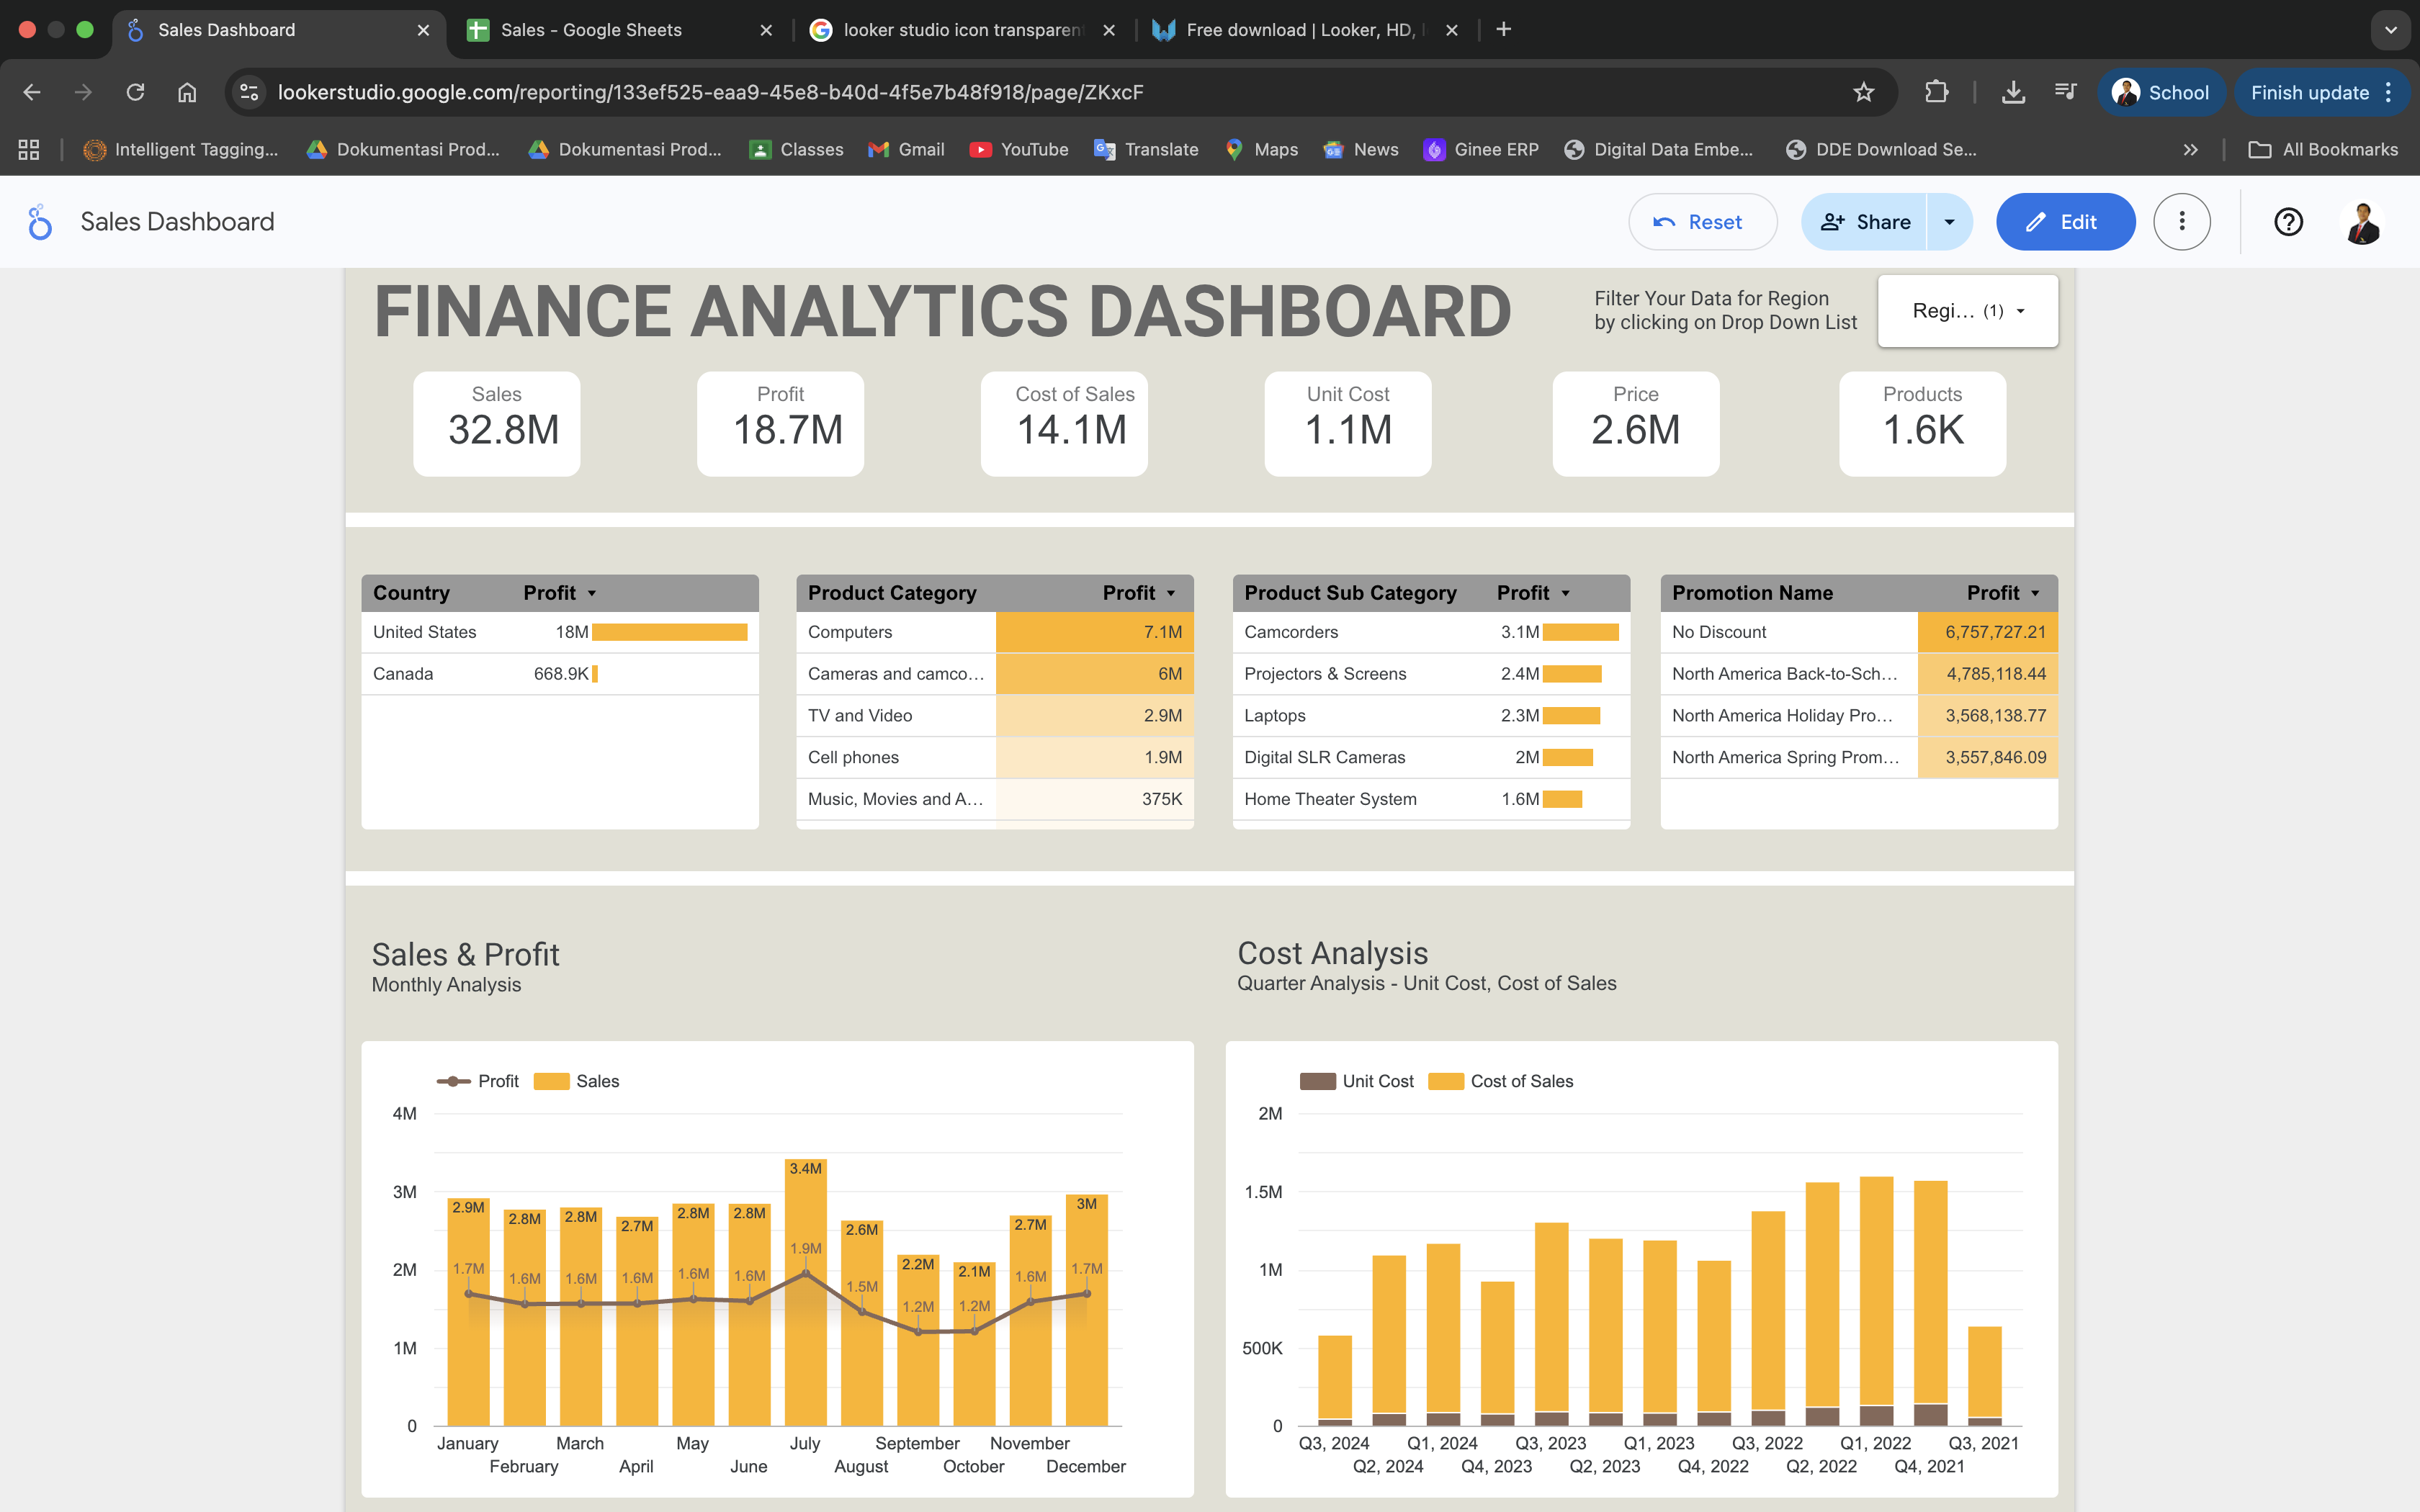 Sales Dashboard
Sales - Google Sheets
looker studio icon transparen
Free download | Looker, HD,
lookerstudio.google.com/reporting/133ef525-eaa9-45e8-b40d-4f5e7b48f918/page/ZKxcF
School
Finish update
Intelligent Tagging...
Dokumentasi Prod...
Dokumentasi Prod...
Classes
Gmail
YouTube
Translate
Maps
News
Ginee ERP
Digital Data Embe...
DDE Download Se...
All Bookmarks
Sales Dashboard
Reset
Share
Edit
FINANCE ANALYTICS DASHBOARD
Filter Your Data for Region
by clicking on Drop Down List
Regi... (1)
Sales
32.8M
Profit
18.7M
Cost of Sales
14.1M
Unit Cost
1.1M
Price
2.6M
Products
1.6K
Country Profit
United States 18M
Canada 668.9K
Product Category Profit
Computers 7.1M
Cameras and camco... 6M
TV and Video 2.9M
Cell phones 1.9M
Music, Movies and A... 375K
Product Sub Category Profit
Camcorders 3.1M
Projectors & Screens 2.4M
Laptops 2.3M
Digital SLR Cameras 2M
Home Theater System 1.6M
Promotion Name Profit
No Discount 6,757,727.21
North America Back-to-Sch... 4,785,118.44
North America Holiday Pro... 3,568,138.77
North America Spring Prom... 3,557,846.09
Sales & Profit
Monthly Analysis
Profit Sales
4M
3M
2M
1M
0
2.9M 2.8M 2.8M 2.7M 2.8M 2.8M 3.4M 2.6M 2.2M 2.1M 2.7M 3M
1.7M 1.6M 1.6M 1.6M 1.6M 1.6M 1.9M 1.5M 1.2M 1.2M 1.6M 1.7M
January March May July September November
February April June August October December
Cost Analysis
Quarter Analysis - Unit Cost, Cost of Sales
Unit Cost Cost of Sales
2M
1.5M
1M
500K
0
Q3, 2024 Q1, 2024 Q3, 2023 Q1, 2023 Q3, 2022 Q1, 2022 Q3, 2021
Q2, 2024 Q4, 2023 Q2, 2023 Q4, 2022 Q2, 2022 Q4, 2021